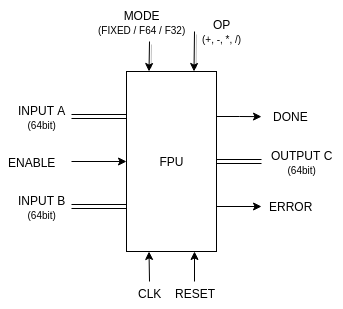 MODE
(FIXED / F64 / F32)
OP
(+, -, *, /)
INPUT A
(64bit)
ENABLE
INPUT B
(64bit)
FPU
DONE
OUTPUT C
(64bit)
ERROR
CLK
RESET